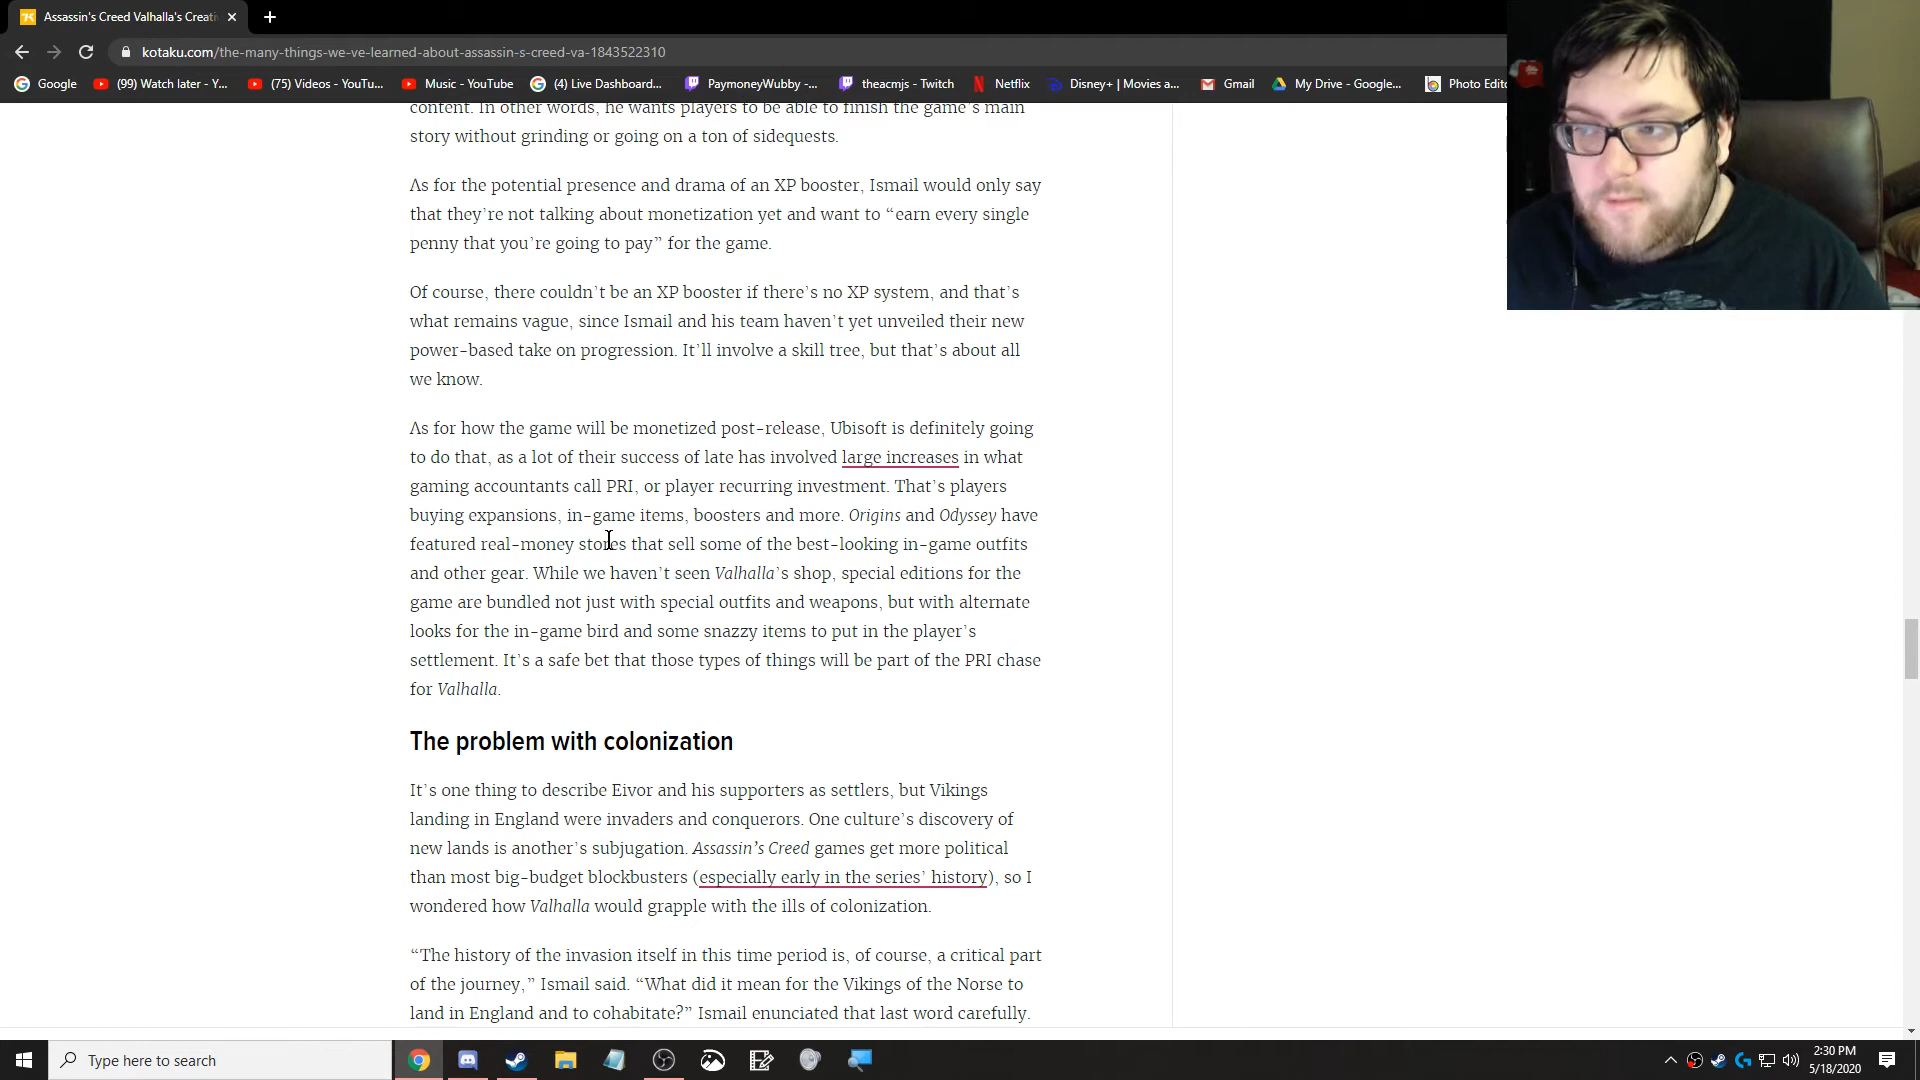 Assassin's Creed Valhalla's Creati
kotaku.com/the-many-things-we-ve-learned-about-assassin-s-creed-va-1843522310
Google
(99) Watch later - Y...
(75) Videos - YouTu...
Music - YouTube
(4) Live Dashboard...
PaymoneyWubby -...
theacmjs - Twitch
Netflix
Disney+ | Movies a...
Gmail
My Drive - Google...
Photo Edito
content. In other words, he wants players to be able to finish the game's main
story without grinding or going on a ton of sidequests.
As for the potential presence and drama of an XP booster, Ismail would only say
that they're not talking about monetization yet and want to “earn every single
penny that you're going to pay” for the game.
Of course, there couldn't be an XP booster if there's no XP system, and that's
what remains vague, since Ismail and his team haven't yet unveiled their new
power-based take on progression. It'll involve a skill tree, but that's about all
we know.
As for how the game will be monetized post-release, Ubisoft is definitely going
to do that, as a lot of their success of late has involved large increases in what
gaming accountants call PRI, or player recurring investment. That's players
buying expansions, in-game items, boosters and more. Origins and Odyssey have
featured real-money stores that sell some of the best-looking in-game outfits
and other gear. While we haven't seen Valhalla's shop, special editions for the
game are bundled not just with special outfits and weapons, but with alternate
looks for the in-game bird and some snazzy items to put in the player's
settlement. It's a safe bet that those types of things will be part of the PRI chase
for Valhalla.
The problem with colonization
It's one thing to describe Eivor and his supporters as settlers, but Vikings
landing in England were invaders and conquerors. One culture's discovery of
new lands is another's subjugation. Assassin's Creed games get more political
than most big-budget blockbusters (especially early in the series' history), so I
wondered how Valhalla would grapple with the ills of colonization.
“The history of the invasion itself in this time period is, of course, a critical part
of the journey,” Ismail said. “What did it mean for the Vikings of the Norse to
land in England and to cohabitate?” Ismail enunciated that last word carefully.
Type here to search
2:30 PM
5/18/2020